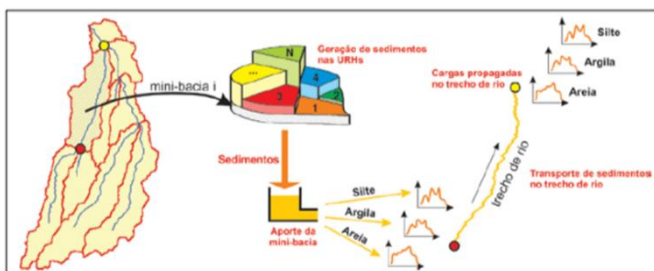 mini-bacia i
N
...
4
3
2
1
Geração de sedimentos
nas URHs
Sedimentos
Aporte da
mini-bacia
Silte
Argila
Areia
Cargas propagadas
no trecho de rio
Silte
Argila
Areia
trecho de rio
Transporte de sedimentos
no trecho de rio